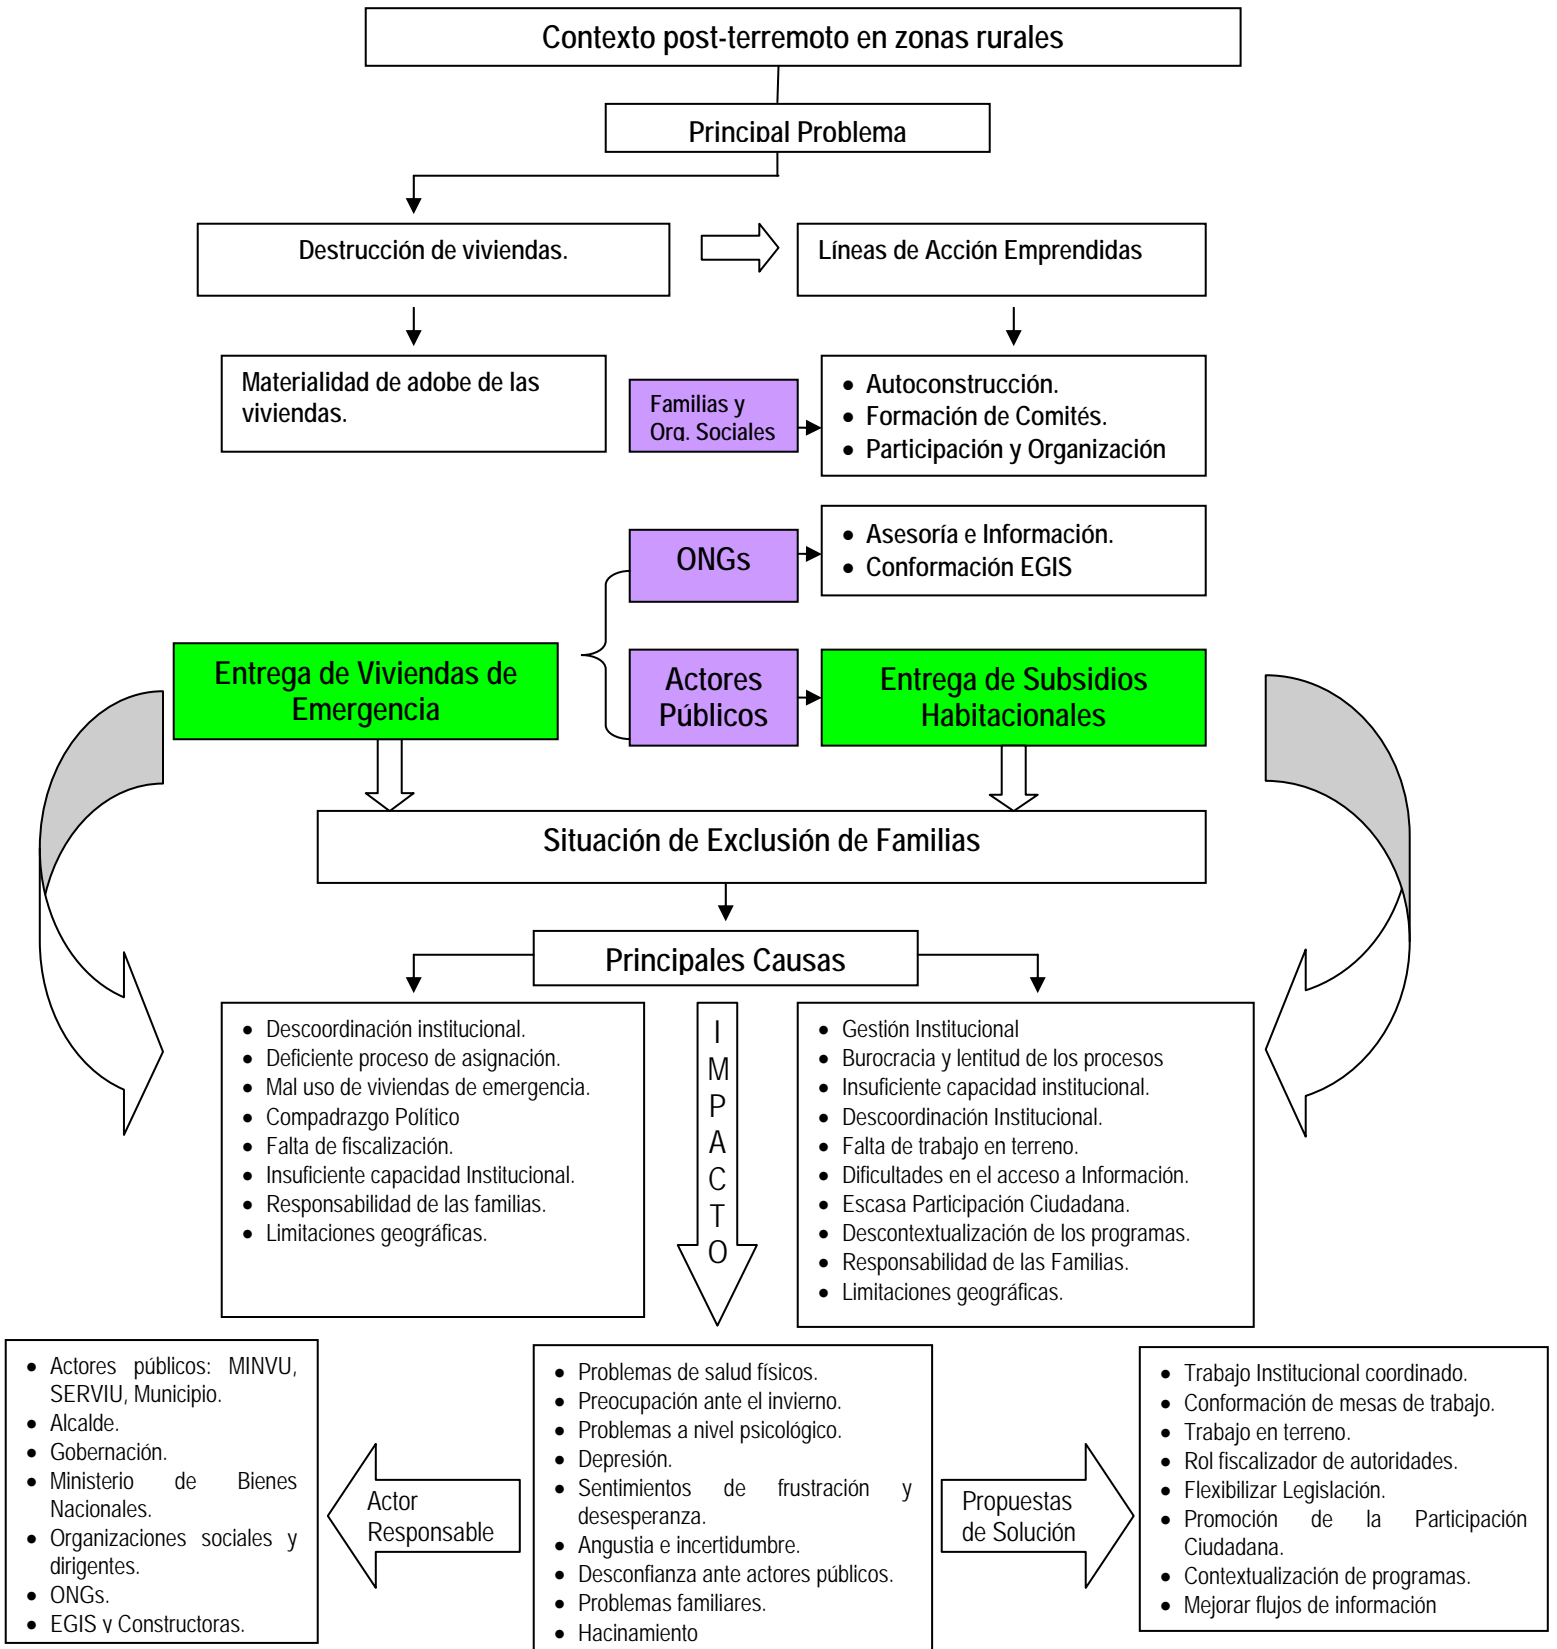 Contexto post-terremoto en zonas rurales
Principal Problema
Destrucción de viviendas.
Líneas de Acción Emprendidas
Materialidad de adobe de las
viviendas.
Familias y
Org. Sociales
• Autoconstrucción.
• Formación de Comités.
• Participación y Organización
ONGs
• Asesoría e Información.
• Conformación EGIS
Entrega de Viviendas de
Emergencia
Actores
Públicos
Entrega de Subsidios
Habitacionales
Situación de Exclusión de Familias
Principales Causas
• Descoordinación institucional.
• Deficiente proceso de asignación.
• Mal uso de viviendas de emergencia.
• Compadrazgo Político
• Falta de fiscalización.
• Insuficiente capacidad Institucional.
• Responsabilidad de las familias.
• Limitaciones geográficas.
I
M
P
A
C
T
O
• Gestión Institucional
• Burocracia y lentitud de los procesos
• Insuficiente capacidad institucional.
• Descoordinación Institucional.
• Falta de trabajo en terreno.
• Dificultades en el acceso a Información.
• Escasa Participación Ciudadana.
• Descontextualización de los programas.
• Responsabilidad de las Familias.
• Limitaciones geográficas.
• Actores públicos: MINVU,
SERVIU, Municipio.
• Alcalde.
• Gobernación.
• Ministerio de Bienes
Nacionales.
• Organizaciones sociales y
dirigentes.
• ONGs.
• EGIS y Constructoras.
Actor
Responsable
• Problemas de salud físicos.
• Preocupación ante el invierno.
• Problemas a nivel psicológico.
• Depresión.
• Sentimientos de frustración y
desesperanza.
• Angustia e incertidumbre.
• Desconfianza ante actores públicos.
• Problemas familiares.
• Hacinamiento
Propuestas
de Solución
• Trabajo Institucional coordinado.
• Conformación de mesas de trabajo.
• Trabajo en terreno.
• Rol fiscalizador de autoridades.
• Flexibilizar Legislación.
• Promoción de la Participación
Ciudadana.
• Contextualización de programas.
• Mejorar flujos de información